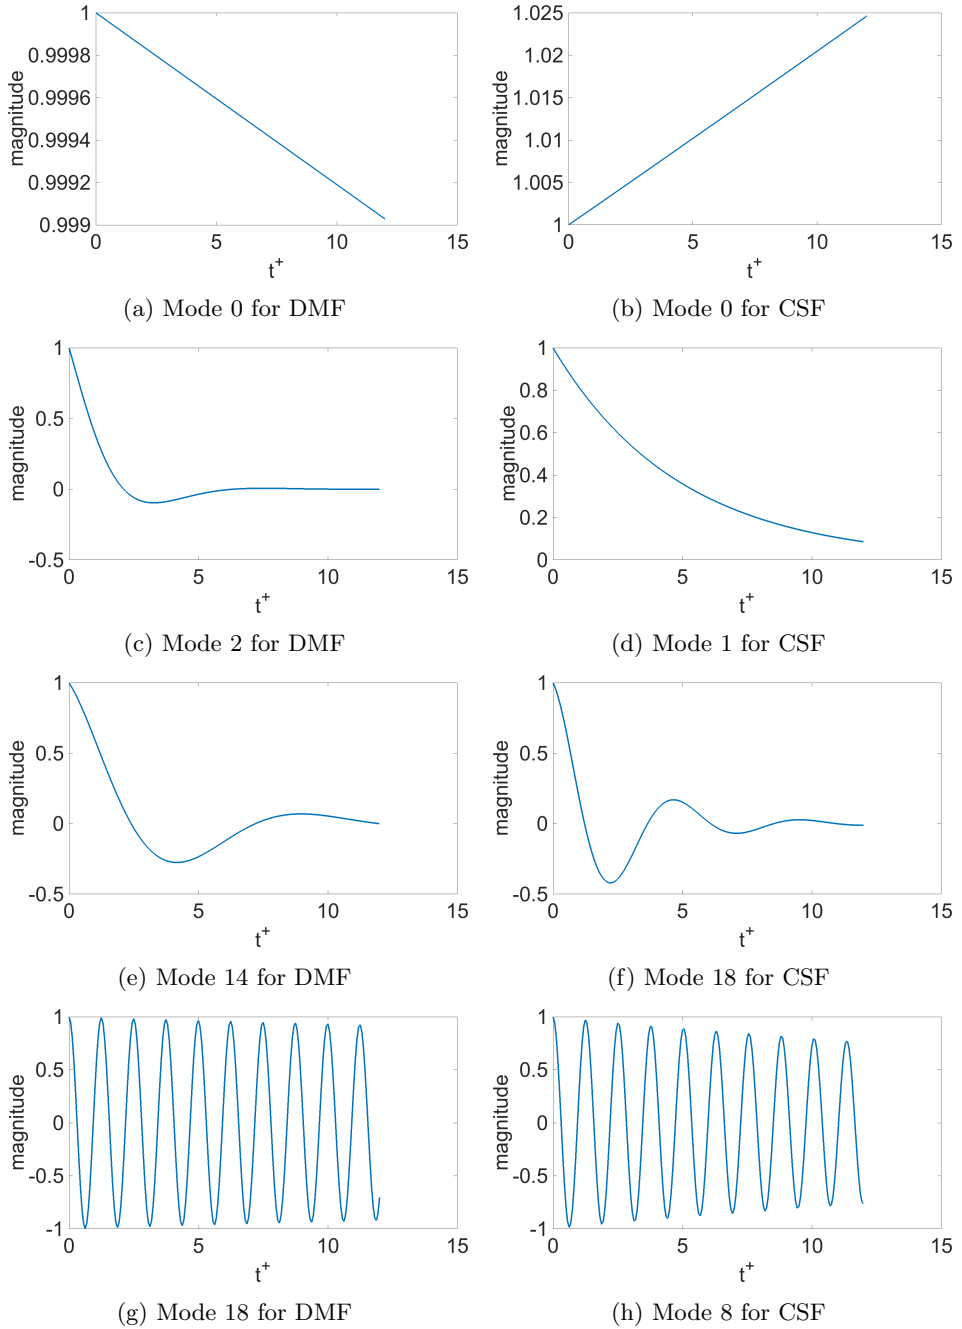 magnitude
1
0.9998
0.9996
0.9994
0.9992
0.999
0 5 10 15
t+
(a) Mode 0 for DMF
magnitude
1.025
1.02
1.015
1.01
1.005
1
0 5 10 15
t+
(b) Mode 0 for CSF
magnitude
1
0.5
0
-0.5
0 5 10 15
t+
(c) Mode 2 for DMF
magnitude
1
0.8
0.6
0.4
0.2
0
0 5 10 15
t+
(d) Mode 1 for CSF
magnitude
1
0.5
0
-0.5
0 5 10 15
t+
(e) Mode 14 for DMF
magnitude
1
0.5
0
-0.5
0 5 10 15
t+
(f) Mode 18 for CSF
magnitude
1
0.5
0
-0.5
-1
0 5 10 15
t+
(g) Mode 18 for DMF
magnitude
1
0.5
0
-0.5
-1
0 5 10 15
t+
(h) Mode 8 for CSF